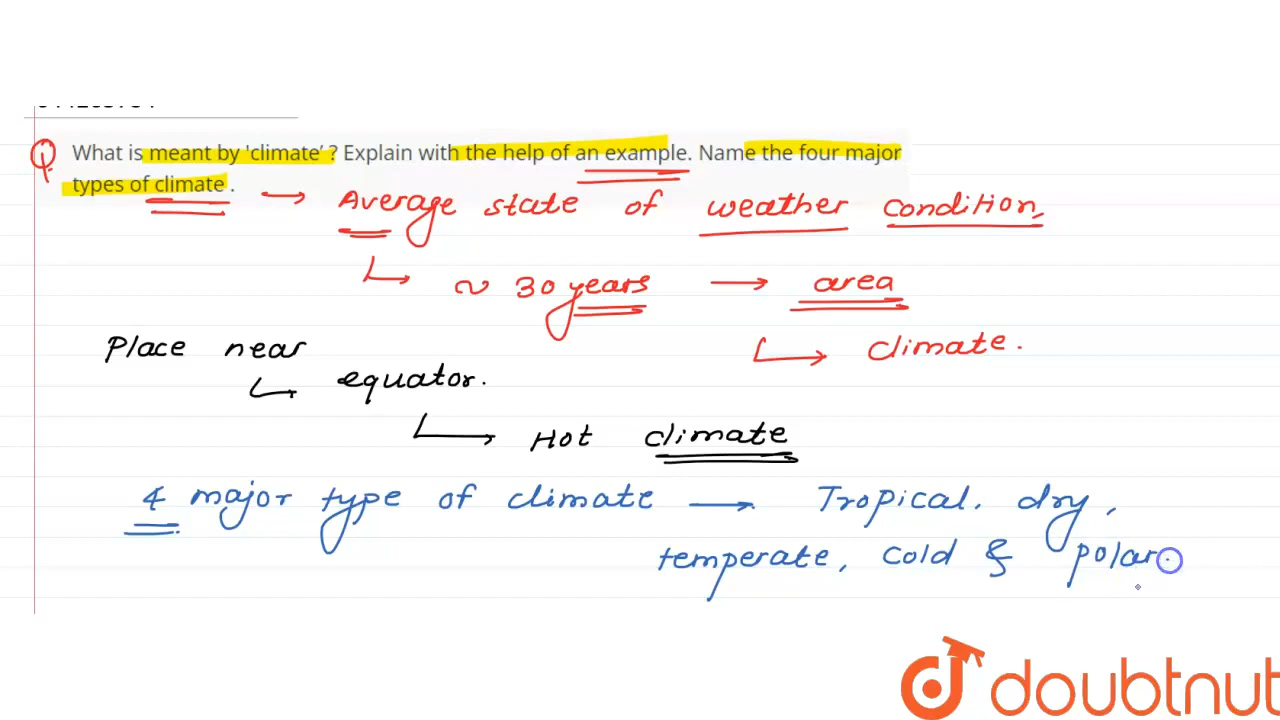 Q. What is meant by 'climate' ? Explain with the help of an example. Name the four major
types of climate .
→ Average state of weather condition.
~ 30 years → area
climate.
Place near
equator.
Hot climate
4 major type of climate → Tropical. dry,
temperate, cold & polar.
doubtnut